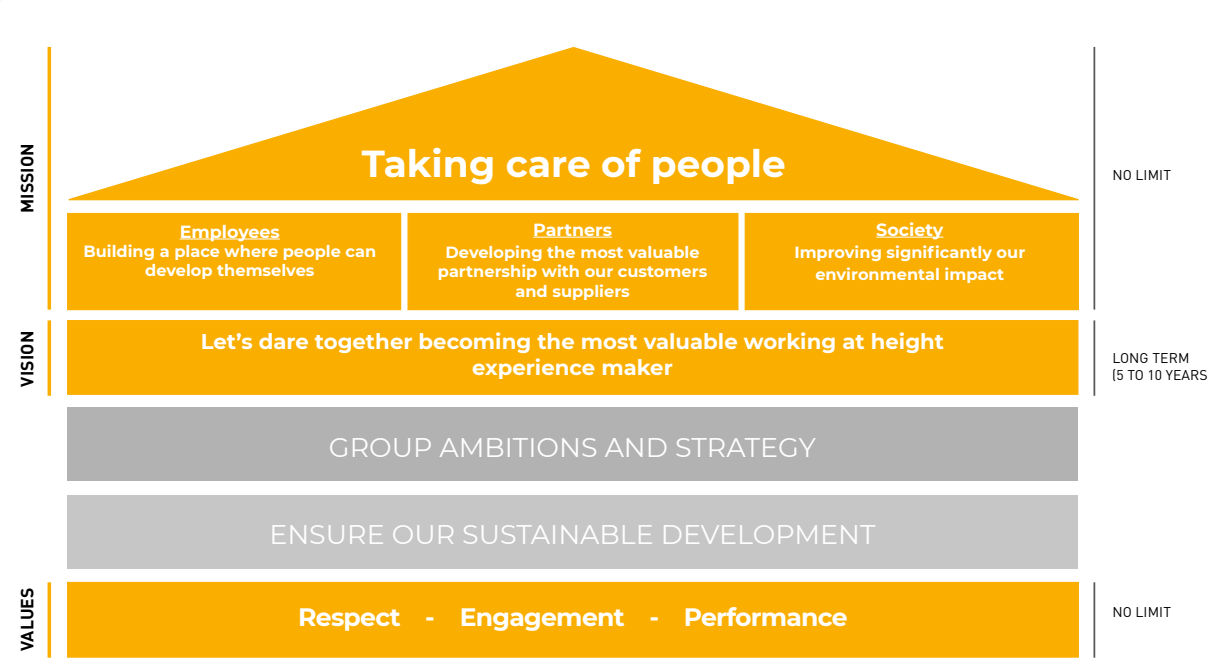 MISSION
Taking care of people
NO LIMIT
Employees
Building a place where people can
develop themselves
Partners
Developing the most valuable
partnership with our customers
and suppliers
Society
Improving significantly our
environmental impact
VISION
Let’s dare together becoming the most valuable working at height
experience maker
LONG TERM
(5 TO 10 YEARS
GROUP AMBITIONS AND STRATEGY
ENSURE OUR SUSTAINABLE DEVELOPMENT
VALUES
Respect - Engagement - Performance
NO LIMIT